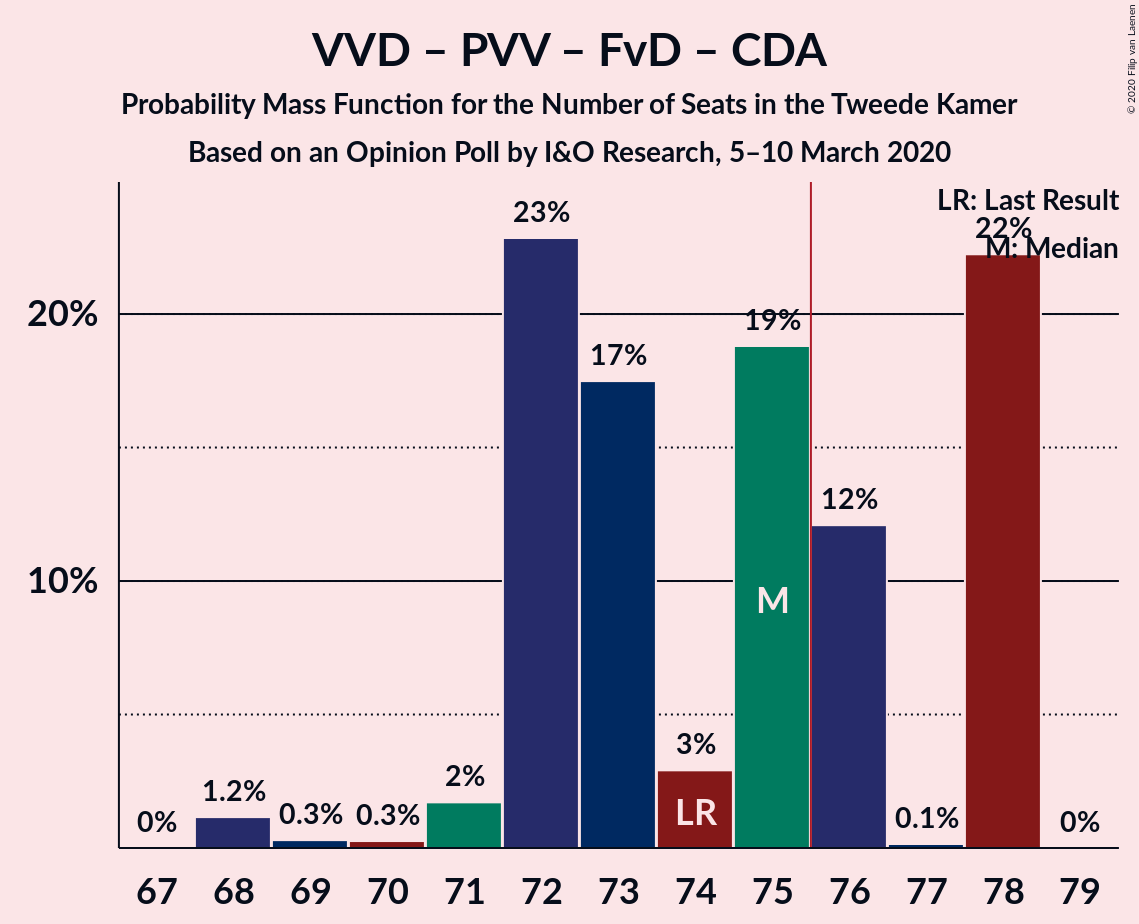 VVD – PVV – FvD – CDA
Probability Mass Function for the Number of Seats in the Tweede Kamer
Based on an Opinion Poll by I&O Research, 5–10 March 2020
© 2020 Filip van Laenen
LR: Last Result
M: Median
20%
10%
0%
1.2%
0.3%
0.3%
2%
23%
17%
3%
19%
12%
0.1%
22%
0%
LR
M
67 68 69 70 71 72 73 74 75 76 77 78 79